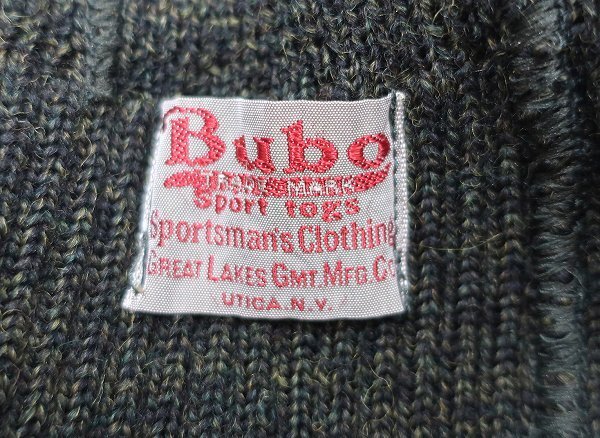 Bubo
TRADE MARK
Sport togs
Sportsman's Clothing
GREAT LAKES GMT. MFG. Co
UTICA N.Y.